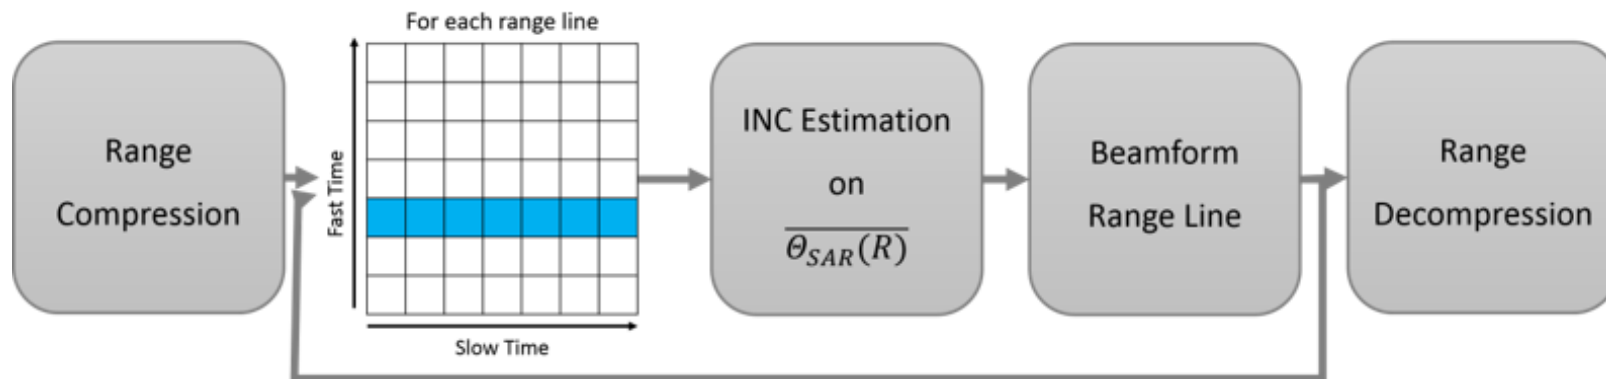 Range
Compression
For each range line
Fast Time
Slow Time
INC Estimation
on
\overline{Θ_{SAR}(R)}
Beamform
Range Line
Range
Decompression